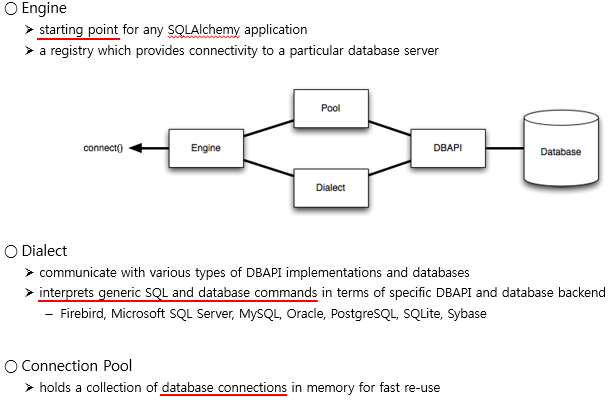 ○ Engine
➤ starting point for any SQLAlchemy application
➤ a registry which provides connectivity to a particular database server
Pool
connect()
Engine
DBAPI
Database
Dialect
○ Dialect
➤ communicate with various types of DBAPI implementations and databases
➤ interprets generic SQL and database commands in terms of specific DBAPI and database backend
– Firebird, Microsoft SQL Server, MySQL, Oracle, PostgreSQL, SQLite, Sybase
○ Connection Pool
➤ holds a collection of database connections in memory for fast re-use